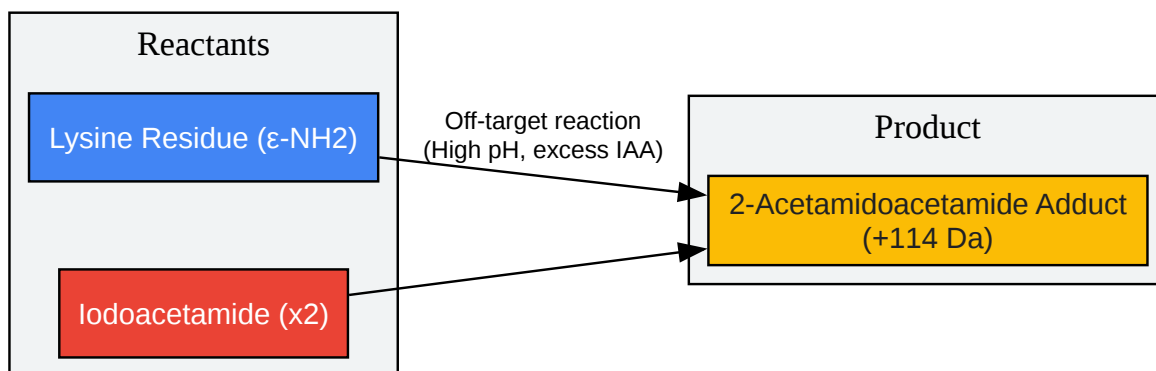 Reactants
Lysine Residue (ε-NH2)
Iodoacetamide (x2)
Off-target reaction
(High pH, excess IAA)
Product
2-Acetamidoacetamide Adduct
(+114 Da)